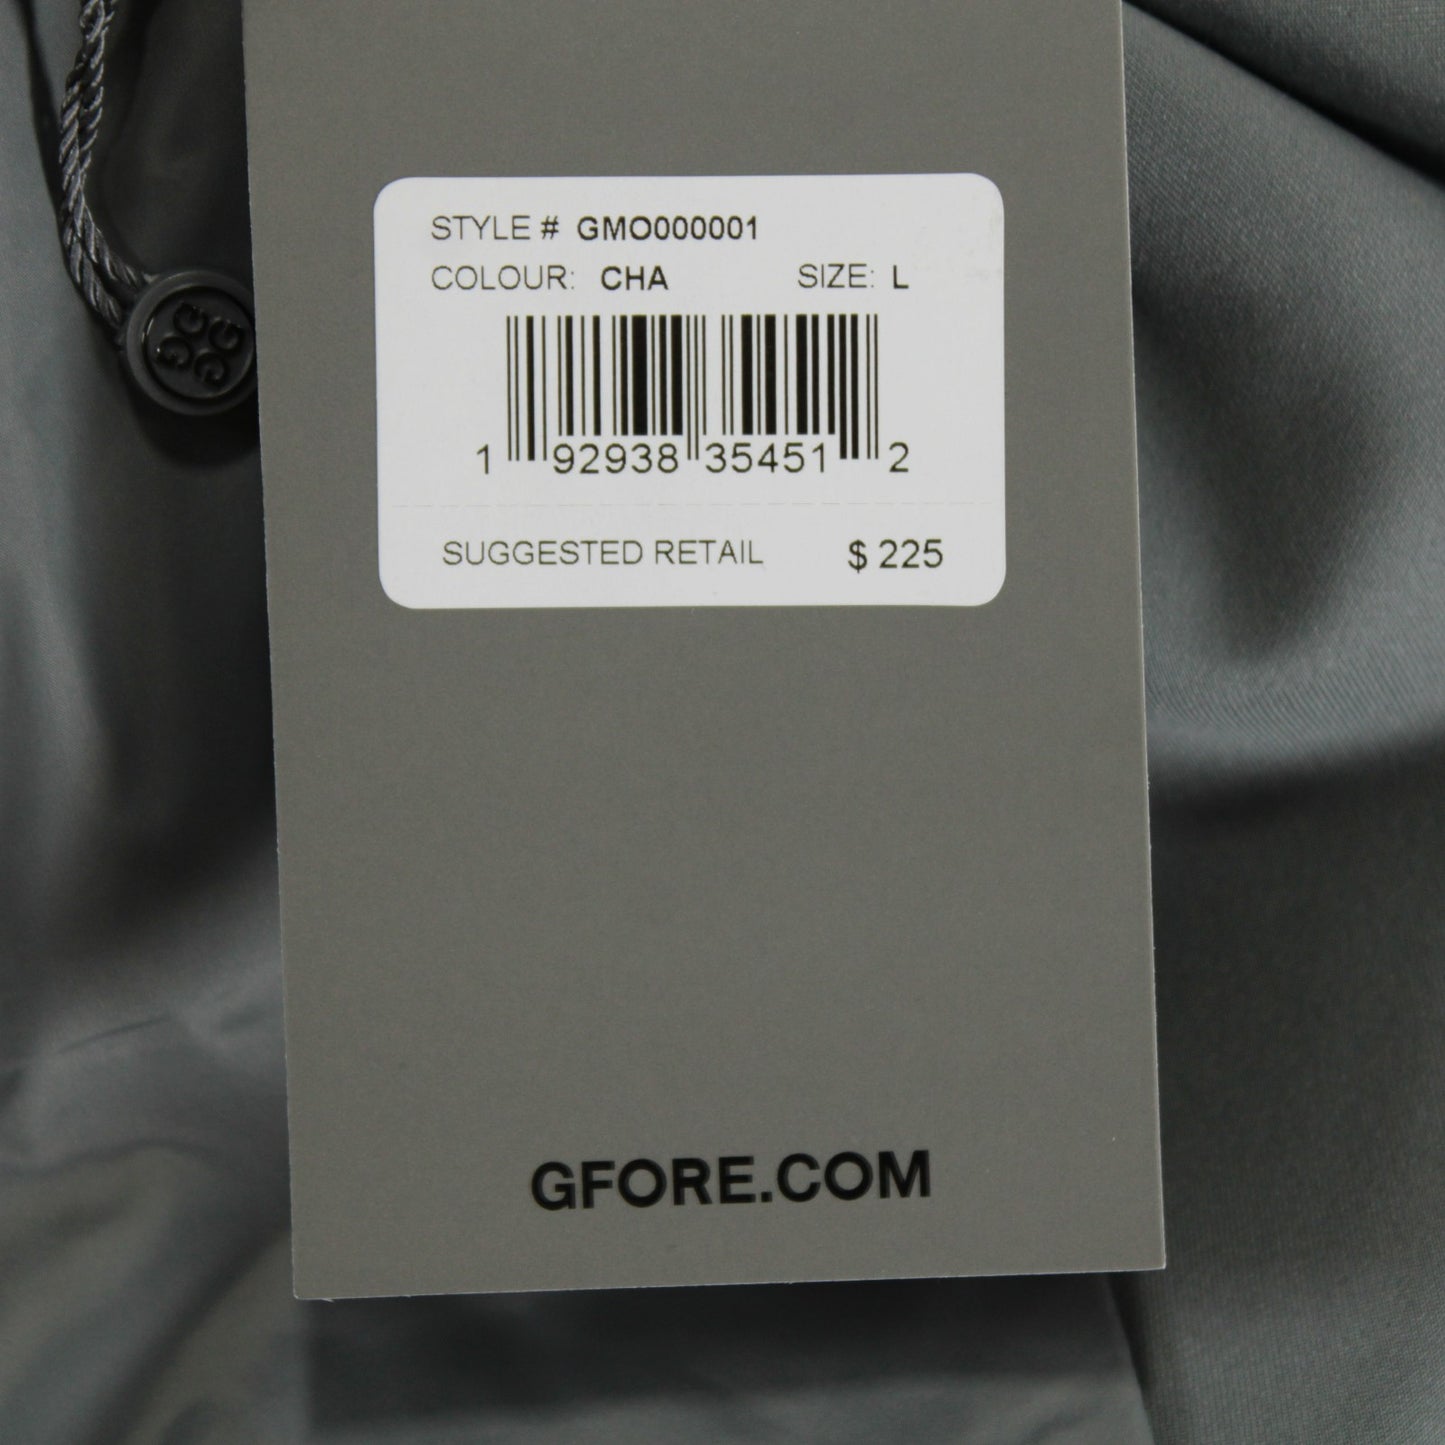 STYLE # GMO000001
COLOUR: CHA SIZE: L
1 92938 35451 2
SUGGESTED RETAIL $ 225
GFORE.COM